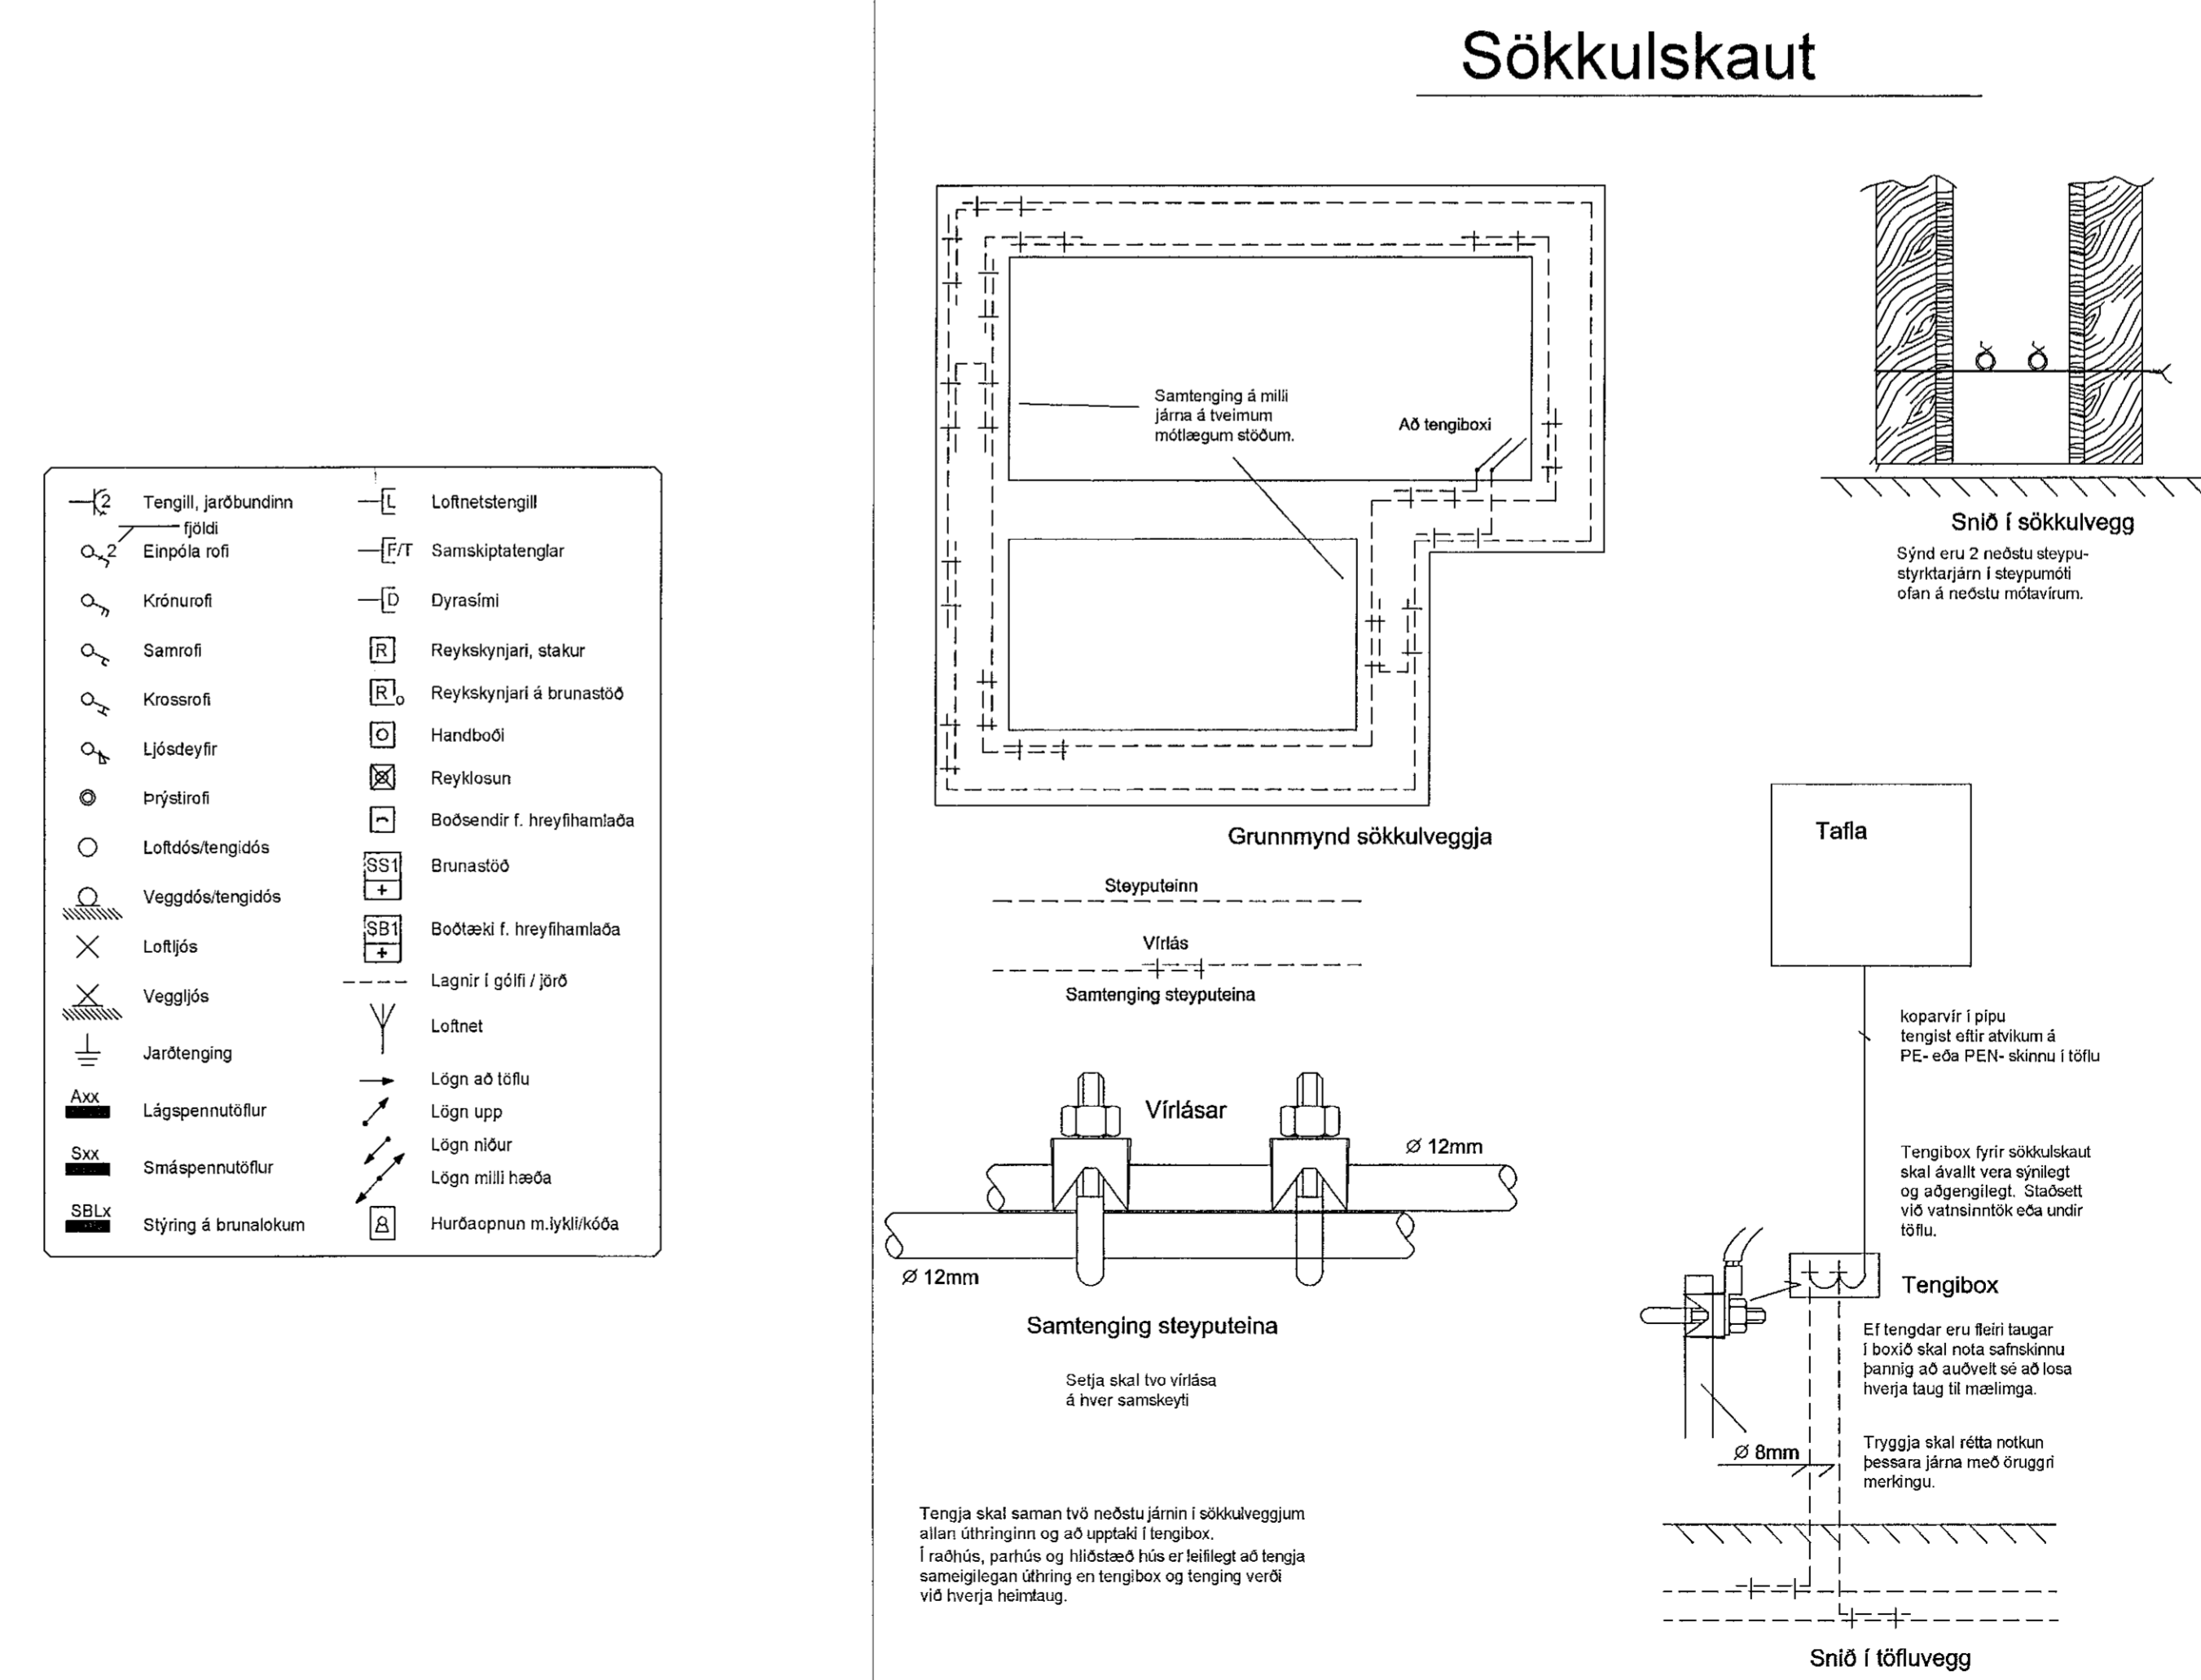 Sökkulskaut
2
Tengill, jarðbundinn
fjöldi
2
Einpóla rofi
Krónurofi
Samrofi
Krossrofi
Ljósdeyfir
Þrýstirofi
Loftdós/tengidós
Veggdós/tengidós
Loftljós
Veggljós
Jarðtenging
Axx
Lágspennutöflur
Sxx
Smáspennutöflur
SBLx
Stýring á brunalokum
L
Loftnetstengill
F/T
Samskiptatenglar
D
Dyrasími
R
Reykskynjari, stakur
R
Reykskynjari á brunastöð
Handboði
Reyklosun
Boðsendir f. hreyfihamlaða
SS1
+
Brunastöð
SB1
+
Boðtæki f. hreyfihamlaða
Lagnir í gólfi / jörð
Loftnet
Lögn að töflu
Lögn upp
Lögn niður
Lögn milli hæða
Hurðaopnun m.lykli/kóða
Samtenging á milli
járna á tveimum
mótlægum stöðum.
Að tengiboxi
Grunnmynd sökkulveggja
Steyputeinn
Vírlás
Samtenging steyputeina
Vírlásar
Ø 12mm
Ø 12mm
Samtenging steyputeina
Setja skal tvo vírlása
á hver samskeyti
Tengja skal saman tvö neðstu járnin í sökkulveggjum
allan úthringinn og að upptaki í tengibox.
Í raðhús, parhús og hliðstæð hús er leifilegt að tengja
sameigilegan úthring en tengibox og tenging verði
við hverja heimtaug.
Snið í sökkulvegg
Sýnd eru 2 neðstu steypu-
styrktarjárn í steypumóti
ofan á neðstu mótavírum.
Tafla
koparvír í pípu
tengist eftir atvikum á
PE- eða PEN- skinnu í töflu
Tengibox fyrir sökkulskaut
skal ávallt vera sýnilegt
og aðgengilegt. Staðsett
við vatnsinntök eða undir
töflu.
Tengibox
Ef tengdar eru fleiri taugar
í boxið skal nota safnskinnu
þannig að auðvelt sé að losa
hverja taug til mælimga.
Ø 8mm
Tryggja skal rétta notkun
þessara járna með öruggri
merkingu.
Snið í töfluvegg